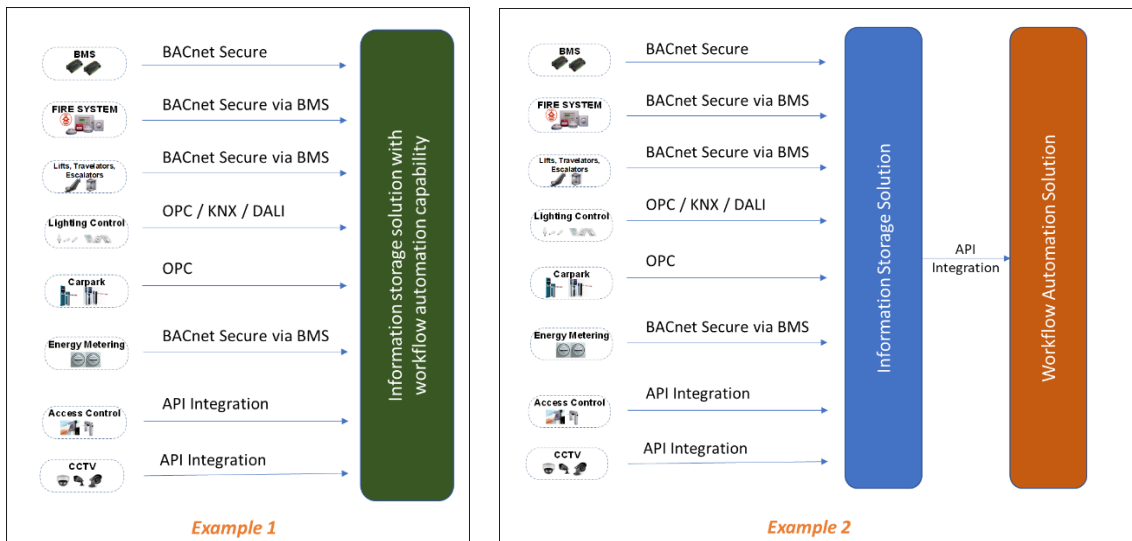 BMS
BACnet Secure
FIRE SYSTEM
BACnet Secure via BMS
Lifts, Travelators,
Escalators
BACnet Secure via BMS
Lighting Control
OPC / KNX / DALI
Carpark
OPC
Energy Metering
BACnet Secure via BMS
Access Control
API Integration
CCTV
API Integration
Information storage solution with
workflow automation capability
Example 1
BMS
BACnet Secure
FIRE SYSTEM
BACnet Secure via BMS
Lifts, Travelators,
Escalators
BACnet Secure via BMS
Lighting Control
OPC / KNX / DALI
Carpark
OPC
Energy Metering
BACnet Secure via BMS
Access Control
API Integration
CCTV
API Integration
Information Storage Solution
API
Integration
Workflow Automation Solution
Example 2